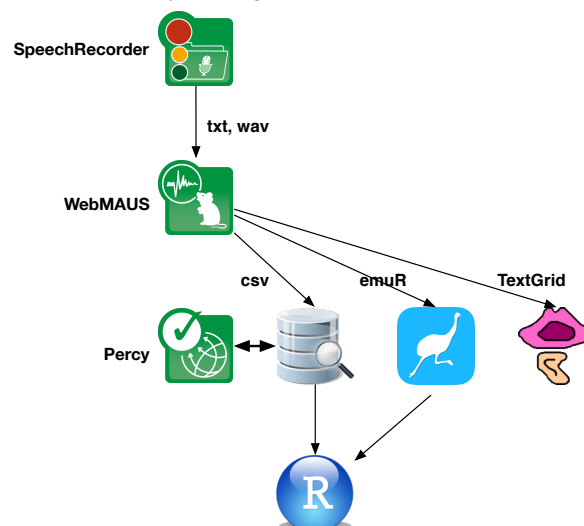 SpeechRecorder
txt, wav
WebMAUS
csv
emuR
TextGrid
Percy
R